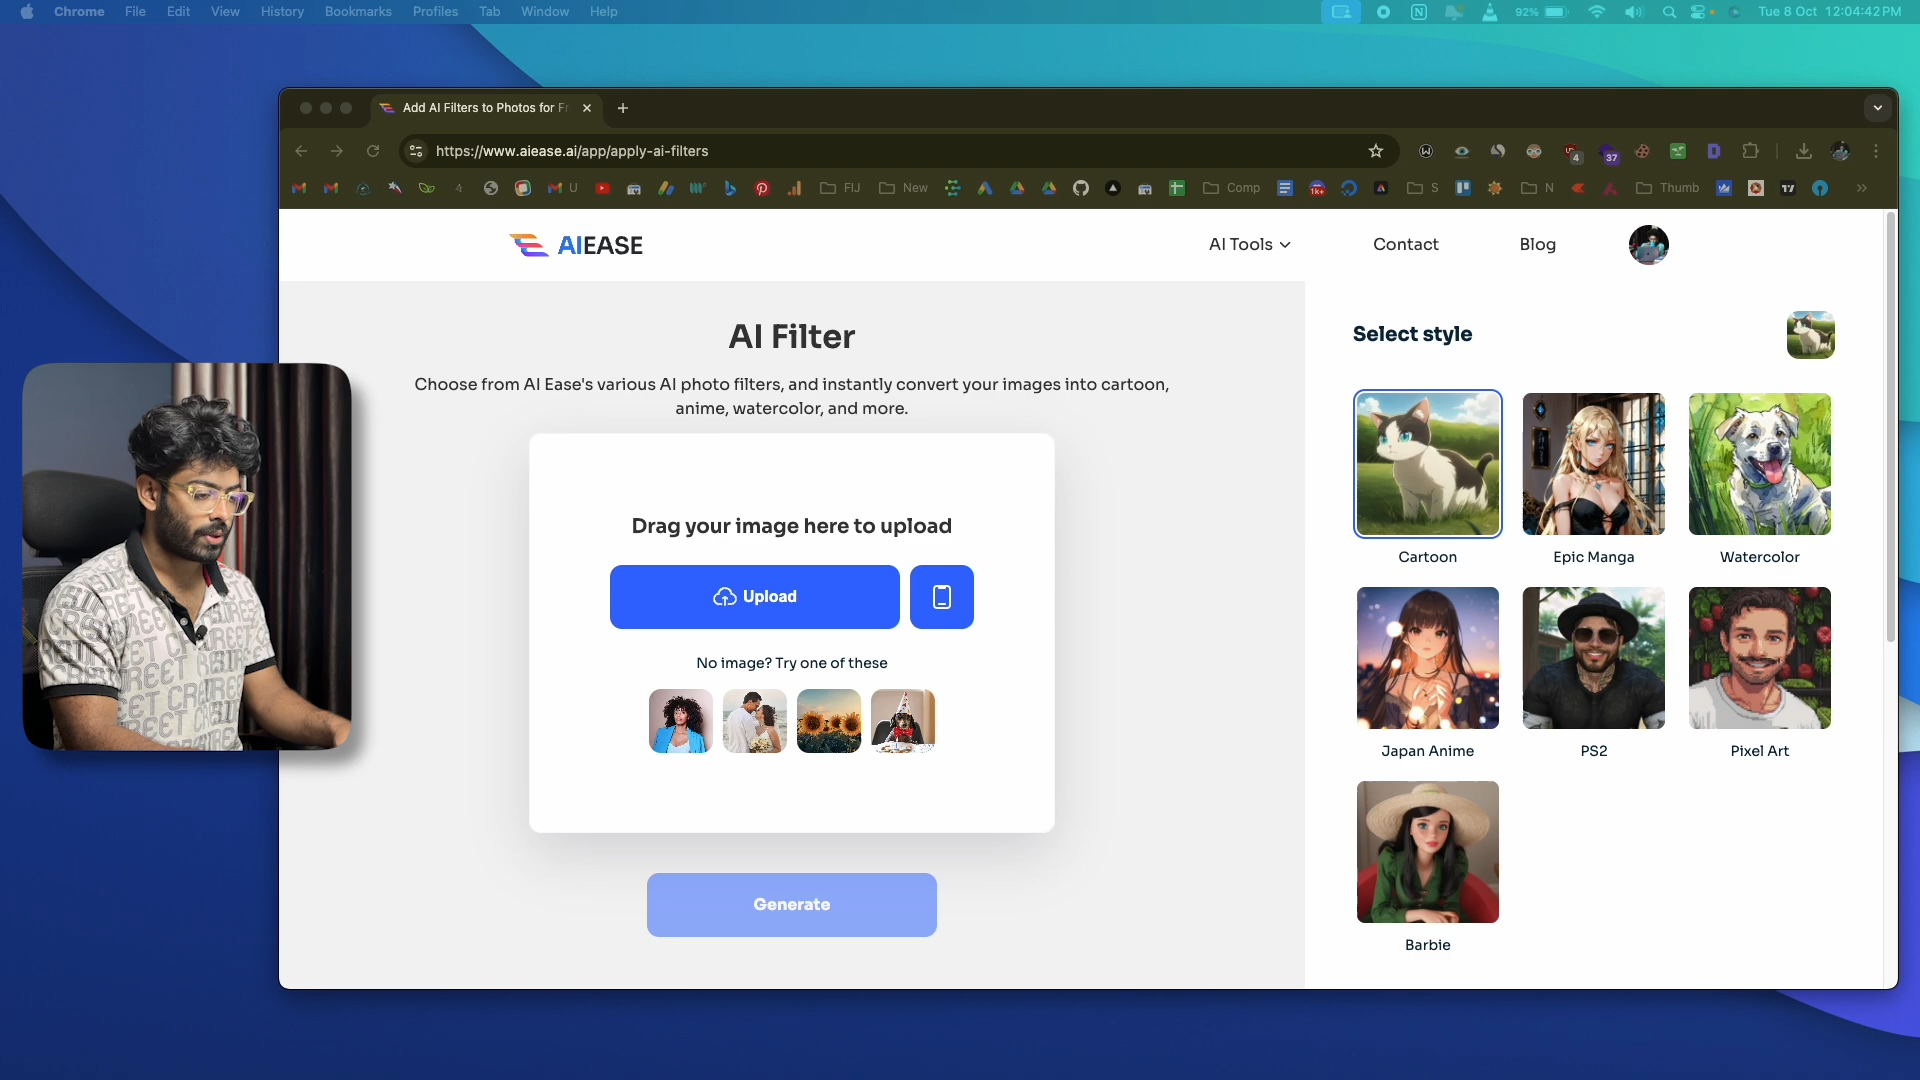 Chrome File Edit View History Bookmarks Profiles Tab Window Help
92% Tue 8 Oct 12:04:42 PM
Add AI Filters to Photos for Fr
https://www.aiease.ai/app/apply-ai-filters
4 37
U FIJ New Comp 1K+ S N Thumb
AIEASE AI Tools Contact Blog
AI Filter
Choose from AI Ease's various AI photo filters, and instantly convert your images into cartoon,
anime, watercolor, and more.
Drag your image here to upload
Upload
No image? Try one of these
Generate
Select style
Cartoon Epic Manga Watercolor
Japan Anime PS2 Pixel Art
Barbie